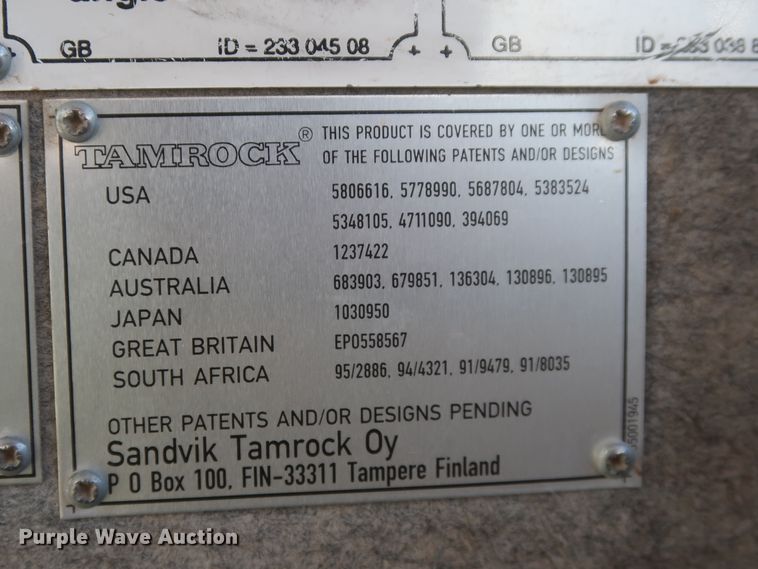 GB ID = 233 045 08 GB
TAMROCK ® THIS PRODUCT IS COVERED BY ONE OR MORE
OF THE FOLLOWING PATENTS AND/OR DESIGNS
USA 5806616, 5778990, 5687804, 5383524
5348105, 4711090, 394069
CANADA 1237422
AUSTRALIA 683903, 679851, 136304, 130896, 130895
JAPAN 1030950
GREAT BRITAIN EP0558567
SOUTH AFRICA 95/2886, 94/4321, 91/9479, 91/8035
OTHER PATENTS AND/OR DESIGNS PENDING
Sandvik Tamrock Oy
P O Box 100, FIN-33311 Tampere Finland
Purple Wave Auction